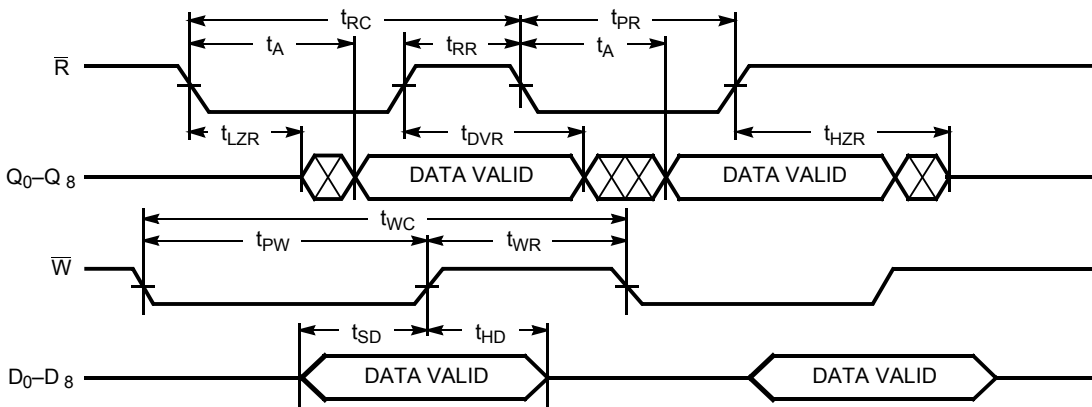 tRC tPR
tA tRR tA
R̅
tLZR tDVR tHZR
Q0–Q8 DATA VALID DATA VALID
tWC
tPW tWR
W̅
tSD tHD
D0–D8 DATA VALID DATA VALID